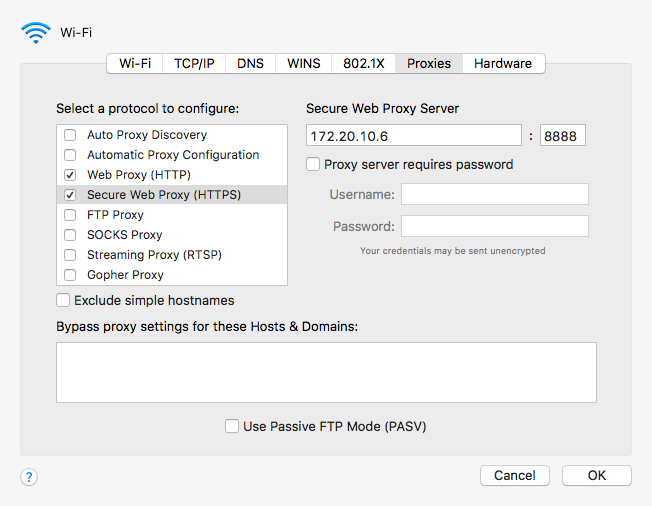 Wi-Fi
Wi-Fi TCP/IP DNS WINS 802.1X Proxies Hardware
Select a protocol to configure:
Auto Proxy Discovery
Automatic Proxy Configuration
Web Proxy (HTTP)
Secure Web Proxy (HTTPS)
FTP Proxy
SOCKS Proxy
Streaming Proxy (RTSP)
Gopher Proxy
Exclude simple hostnames
Secure Web Proxy Server
172.20.10.6 : 8888
Proxy server requires password
Username:
Password:
Your credentials may be sent unencrypted
Bypass proxy settings for these Hosts & Domains:
Use Passive FTP Mode (PASV)
? Cancel OK